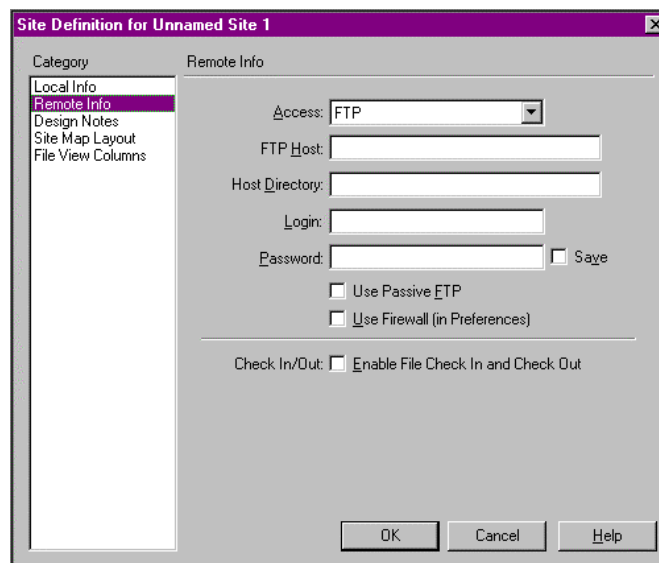 Site Definition for Unnamed Site 1
Category
Local Info
Remote Info
Design Notes
Site Map Layout
File View Columns
Remote Info
Access: FTP
FTP Host:
Host Directory:
Login:
Password: Save
Use Passive FTP
Use Firewall (in Preferences)
Check In/Out: Enable File Check In and Check Out
OK Cancel Help